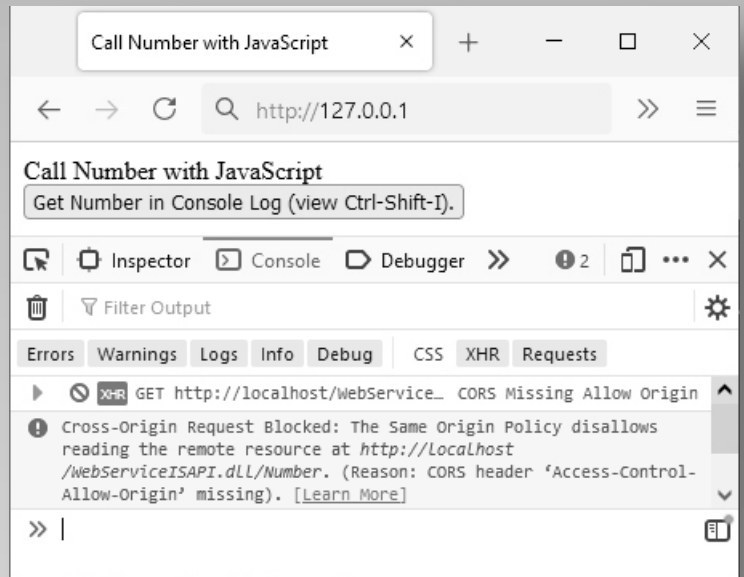 Call Number with JavaScript
http://127.0.0.1
Call Number with JavaScript
Get Number in Console Log (view Ctrl-Shift-I).
Inspector Console Debugger 2
Filter Output
Errors Warnings Logs Info Debug CSS XHR Requests
XHR GET http://localhost/WebService… CORS Missing Allow Origin
Cross-Origin Request Blocked: The Same Origin Policy disallows
reading the remote resource at http://localhost
/WebServiceISAPI.dll/Number. (Reason: CORS header ‘Access-Control-
Allow-Origin’ missing). [Learn More]